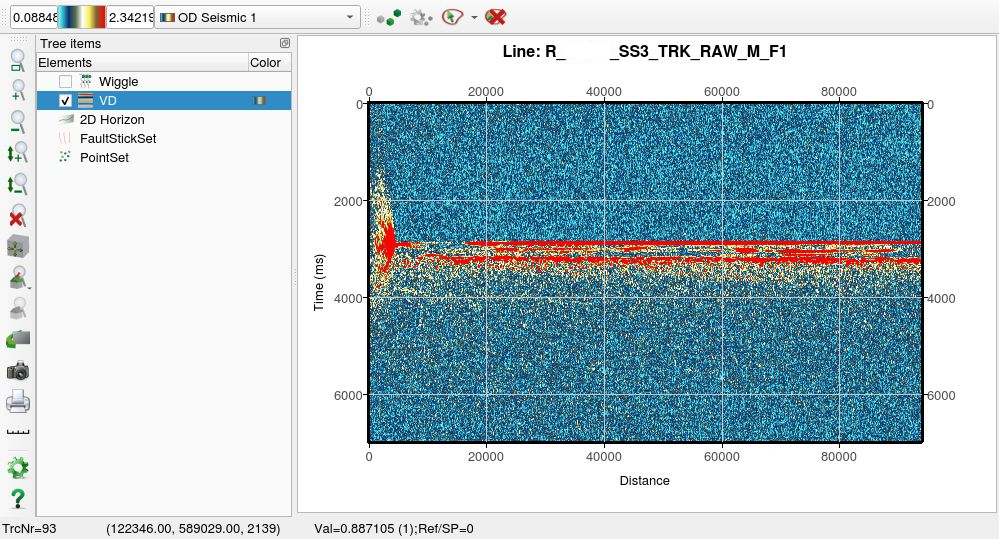 0.08848 2.34219 OD Seismic 1
Tree items
Elements Color
Wiggle
VD
2D Horizon
FaultStickSet
PointSet
Line: R_ _SS3_TRK_RAW_M_F1
0 20000 40000 60000 80000
0 0
2000 2000
4000 4000
6000 6000
Time (ms)
0 20000 40000 60000 80000
Distance
TrcNr=93 (122346.00, 589029.00, 2139) Val=0.887105 (1);Ref/SP=0